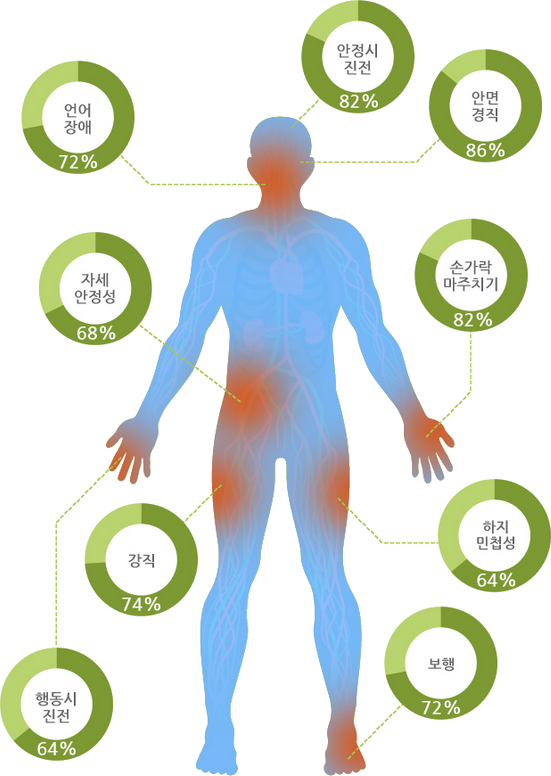 안정시
진전
82%
언어
장애
72%
안면
경직
86%
자세
안정성
68%
손가락
마주치기
82%
강직
74%
하지
민첩성
64%
행동시
진전
64%
보행
72%